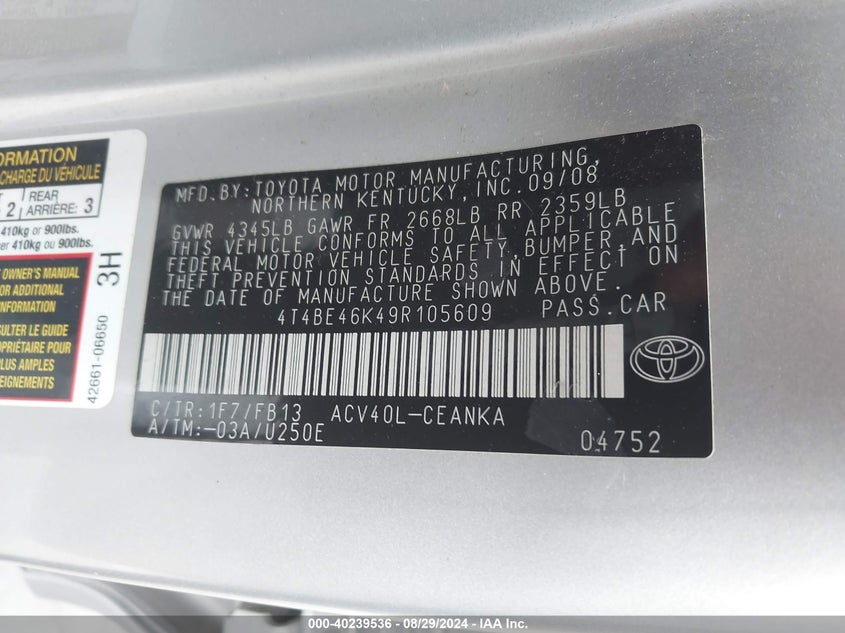 ORMATION
CHARGE DU VÉHICULE
2 REAR
ARRIÈRE: 3
410kg or 900lbs.
er 410kg ou 900lbs.
3H
OWNER'S MANUAL
ADDITIONAL
INFORMATION
ULTER LE GUIDE
OPRIÉTAIRE POUR
PLUS AMPLES
EIGNEMENTS
42661-06650
MFD.BY:TOYOTA MOTOR MANUFACTURING,
NORTHERN KENTUCKY,INC.09/08
GVWR 4345LB GAWR FR 2668LB RR 2359LB
THIS VEHICLE CONFORMS TO ALL APPLICABLE
FEDERAL MOTOR VEHICLE SAFETY,BUMPER,AND
THEFT PREVENTION STANDARDS IN EFFECT ON
THE DATE OF MANUFACTURE SHOWN ABOVE.
4T4BE46K49R105609 PASS.CAR
C/TR:1F7/FB13 ACV40L-CEANKA
A/TM:-03A/U250E 04752
000-40239536 - 08/29/2024 - IAA Inc.